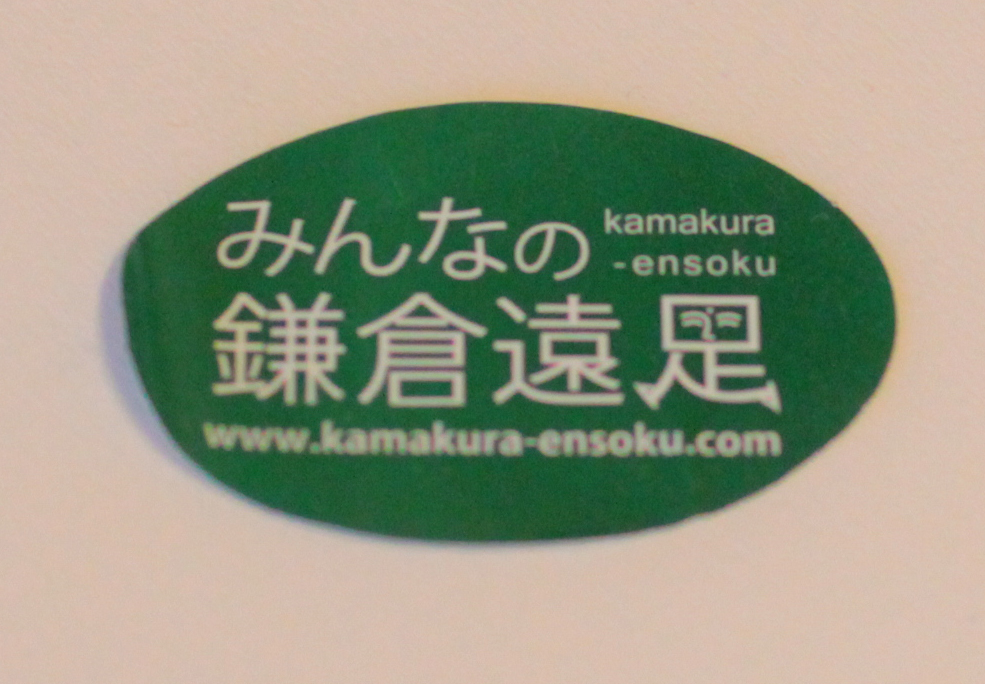 みんなの
kamakura
-ensoku
鎌倉遠足
www.kamakura-ensoku.com